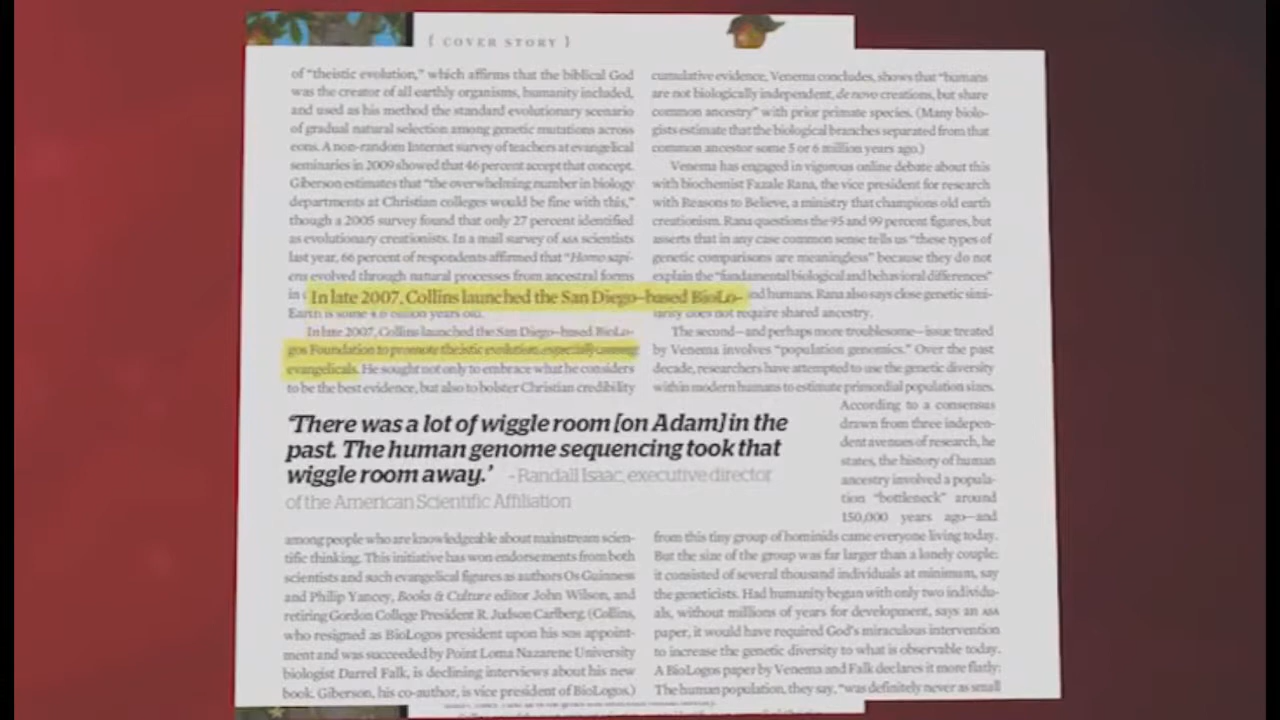 { COVER STORY }
of "theistic evolution," which affirms that the biblical God
was the creator of all earthly organisms, humanity included,
and used as his method the standard evolutionary scenario
of gradual natural selection among genetic mutations across
eons. A non-random Internet survey of teachers at evangelical
seminaries in 2009 showed that 46 percent accept that concept.
Giberson estimates that "the overwhelming number in biology
departments at Christian colleges would be fine with this,"
though a 2005 survey found that only 27 percent identified
as evolutionary creationists. In a mail survey of ASA scientists
last year, 66 percent of respondents affirmed that "Homo sapi-
ens evolved through natural processes from ancestral forms
in
In late 2007, Collins launched the San Diego–based BioLo-
Earth is some 4.6 billion years old.
In late 2007, Collins launched the San Diego–based BioLo-
gos Foundation to promote theistic evolution, especially among
evangelicals. He sought not only to embrace what he considers
to be the best evidence, but also to bolster Christian credibility
'There was a lot of wiggle room [on Adam] in the
past. The human genome sequencing took that
wiggle room away.' - Randall Isaac, executive director
of the American Scientific Affiliation
among people who are knowledgeable about mainstream scien-
tific thinking. This initiative has won endorsements from both
scientists and such evangelical figures as authors Os Guinness
and Philip Yancey, Books & Culture editor John Wilson, and
retiring Gordon College President R. Judson Carlberg. (Collins,
who resigned as BioLogos president upon his NIH appoint-
ment and was succeeded by Point Loma Nazarene University
biologist Darrel Falk, is declining interviews about his new
book. Giberson, his co-author, is vice president of BioLogos.)
cumulative evidence, Venema concludes, shows that "humans
are not biologically independent, de novo creations, but share
common ancestry" with prior primate species. (Many biolo-
gists estimate that the biological branches separated from that
common ancestor some 5 or 6 million years ago.)
Venema has engaged in vigorous online debate about this
with biochemist Fazale Rana, the vice president for research
with Reasons to Believe, a ministry that champions old earth
creationism. Rana questions the 95 and 99 percent figures, but
asserts that in any case common sense tells us "these types of
genetic comparisons are meaningless" because they do not
explain the "fundamental biological and behavioral differences"
nd humans. Rana also says close genetic simi-
larity does not require shared ancestry.
The second—and perhaps more troublesome—issue treated
by Venema involves "population genomics." Over the past
decade, researchers have attempted to use the genetic diversity
within modern humans to estimate primordial population sizes.
According to a consensus
drawn from three indepen-
dent avenues of research, he
states, the history of human
ancestry involved a popula-
tion "bottleneck" around
150,000 years ago—and
from this tiny group of hominids came everyone living today.
But the size of the group was far larger than a lonely couple:
it consisted of several thousand individuals at minimum, say
the geneticists. Had humanity began with only two individu-
als, without millions of years for development, says an ASA
paper, it would have required God's miraculous intervention
to increase the genetic diversity to what is observable today.
A BioLogos paper by Venema and Falk declares it more flatly:
The human population, they say, "was definitely never as small